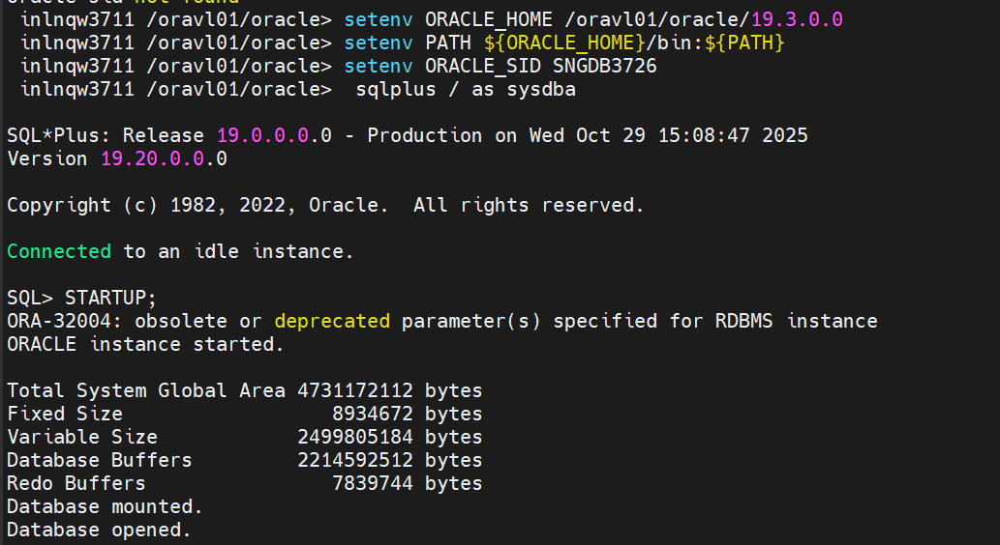 oracle sid not found
inlnqw3711 /oravl01/oracle> setenv ORACLE_HOME /oravl01/oracle/19.3.0.0
inlnqw3711 /oravl01/oracle> setenv PATH ${ORACLE_HOME}/bin:${PATH}
inlnqw3711 /oravl01/oracle> setenv ORACLE_SID SNGDB3726
inlnqw3711 /oravl01/oracle>  sqlplus / as sysdba
SQL*Plus: Release 19.0.0.0.0 - Production on Wed Oct 29 15:08:47 2025
Version 19.20.0.0.0
Copyright (c) 1982, 2022, Oracle.  All rights reserved.
Connected to an idle instance.
SQL> STARTUP;
ORA-32004: obsolete or deprecated parameter(s) specified for RDBMS instance
ORACLE instance started.
Total System Global Area 4731172112 bytes
Fixed Size                  8934672 bytes
Variable Size            2499805184 bytes
Database Buffers         2214592512 bytes
Redo Buffers                7839744 bytes
Database mounted.
Database opened.